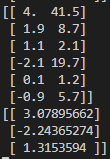 [[ 4.  41.5]
[ 1.9  8.7]
[ 1.1  2.1]
[-2.1 19.7]
[ 0.1  1.2]
[-0.9  5.7]]
[[ 3.07895662]
[-2.24365274]
[ 1.3153594 ]]